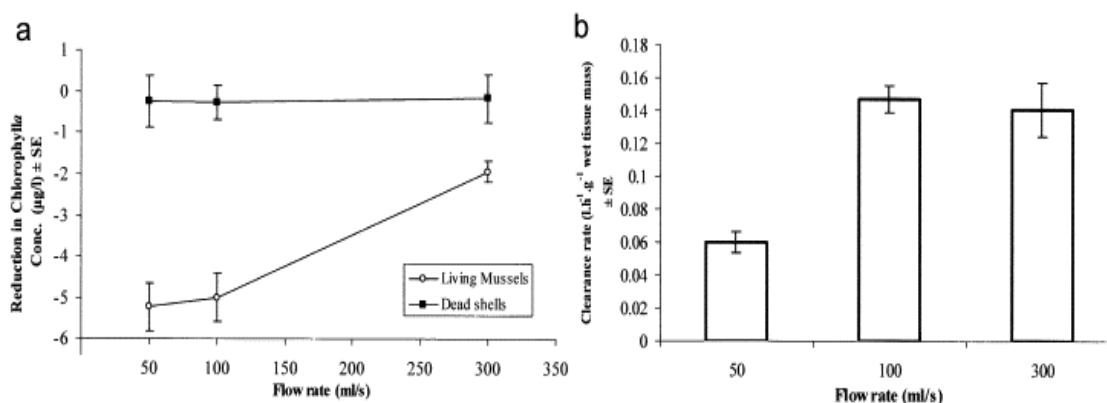 a
Reduction in Chlorophylla
Conc. (µg/l) ± SE
1
0
-1
-2
-3
-4
-5
-6
50
100
150
200
250
300
350
Flow rate (ml/s)
Living Mussels
Dead shells
b
Clearance rate (l.h⁻¹.g⁻¹ wet tissue mass)
± SE
0.18
0.16
0.14
0.12
0.1
0.08
0.06
0.04
0.02
0
50
100
300
Flow rate (ml/s)